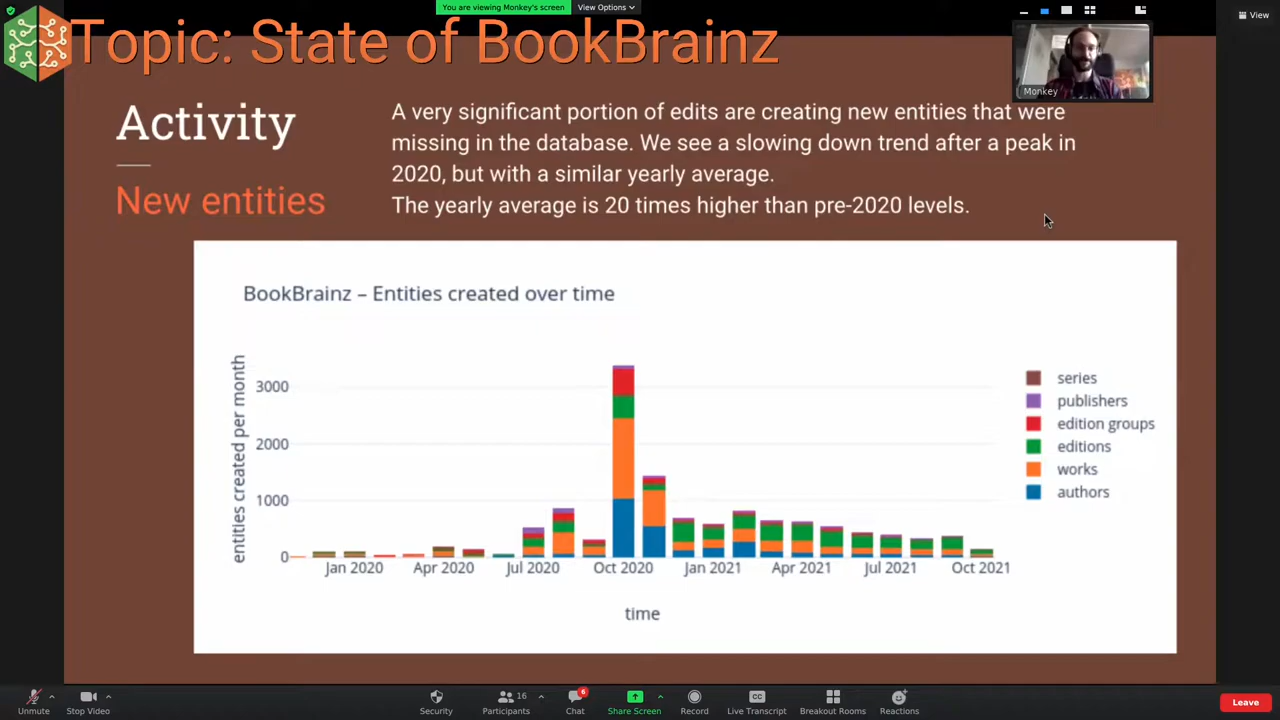 You are viewing Monkey's screen
View Options
View
Topic: State of BookBrainz
Monkey
Activity
New entities
A very significant portion of edits are creating new entities that were
missing in the database. We see a slowing down trend after a peak in
2020, but with a similar yearly average.
The yearly average is 20 times higher than pre-2020 levels.
BookBrainz – Entities created over time
entities created per month
3000
2000
1000
0
Jan 2020
Apr 2020
Jul 2020
Oct 2020
Jan 2021
Apr 2021
Jul 2021
Oct 2021
time
series
publishers
edition groups
editions
works
authors
Unmute
Stop Video
Security
16
Participants
6
Chat
Share Screen
Record
CC
Live Transcript
Breakout Rooms
Reactions
Leave